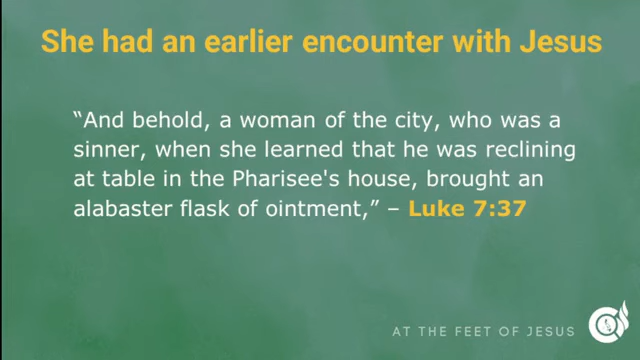 She had an earlier encounter with Jesus
“And behold, a woman of the city, who was a
sinner, when she learned that he was reclining
at table in the Pharisee's house, brought an
alabaster flask of ointment,” – Luke 7:37
AT THE FEET OF JESUS